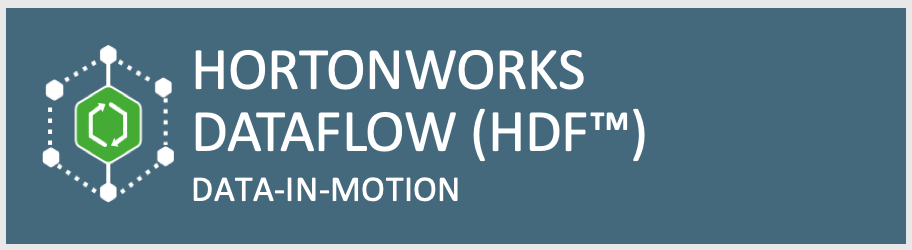 HORTONWORKS
DATAFLOW (HDF™)
DATA-IN-MOTION